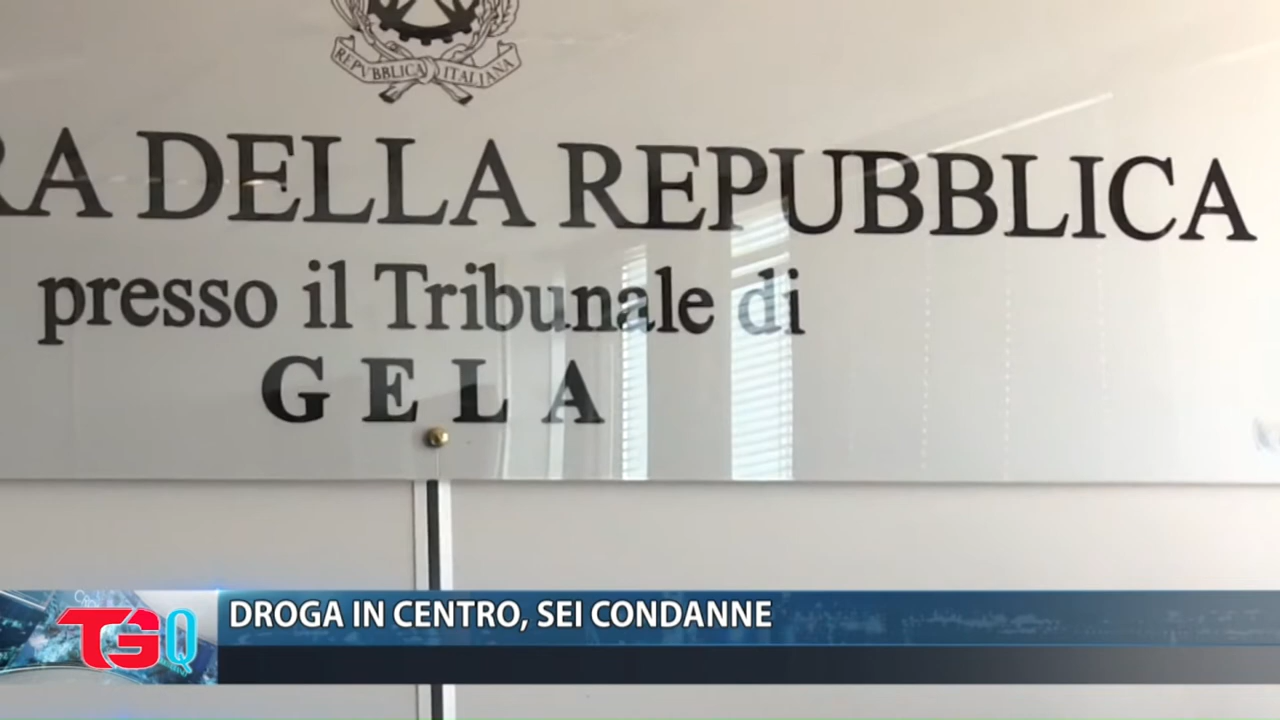 REPVBBLICA ITALIANA
RA DELLA REPUBBLICA
presso il Tribunale di
GELA
TGQ
DROGA IN CENTRO, SEI CONDANNE